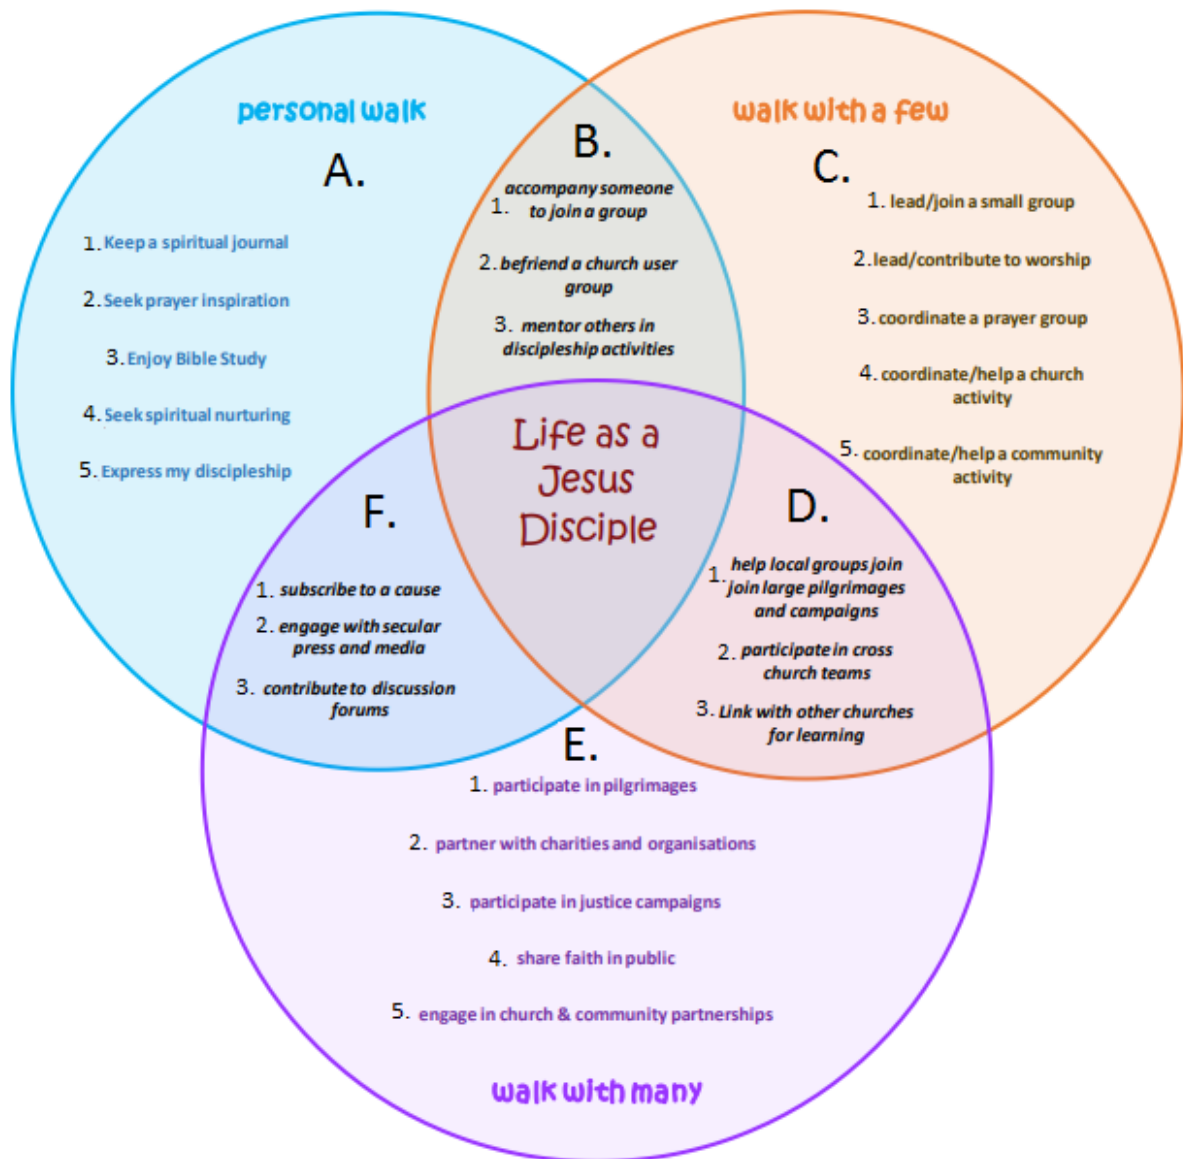 personal walk
A.
1. Keep a spiritual journal
2. Seek prayer inspiration
3. Enjoy Bible Study
4. Seek spiritual nurturing
5. Express my discipleship
B.
1. accompany someone
to join a group
2. befriend a church user
group
3. mentor others in
discipleship activities
walk with a few
C.
1. lead/join a small group
2. lead/contribute to worship
3. coordinate a prayer group
4. coordinate/help a church
activity
5. coordinate/help a community
activity
Life as a
Jesus
Disciple
D.
1. help local groups join
join large pilgrimages
and campaigns
2. participate in cross
church teams
3. Link with other churches
for learning
F.
1. subscribe to a cause
2. engage with secular
press and media
3. contribute to discussion
forums
E.
1. participate in pilgrimages
2. partner with charities and organisations
3. participate in justice campaigns
4. share faith in public
5. engage in church & community partnerships
walk with many